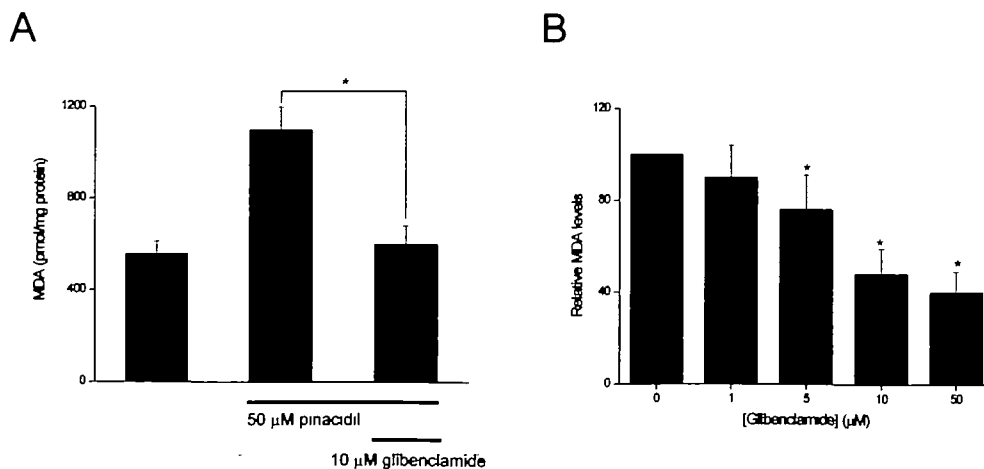 A
MDA (pmol/mg protein)
1200
800
400
0
*
50 µM pinacidil
10 µM glibenclamide
B
Relative MDA levels
120
80
40
0
*
*
*
0 1 5 10 50
[Glibenclamide] (µM)